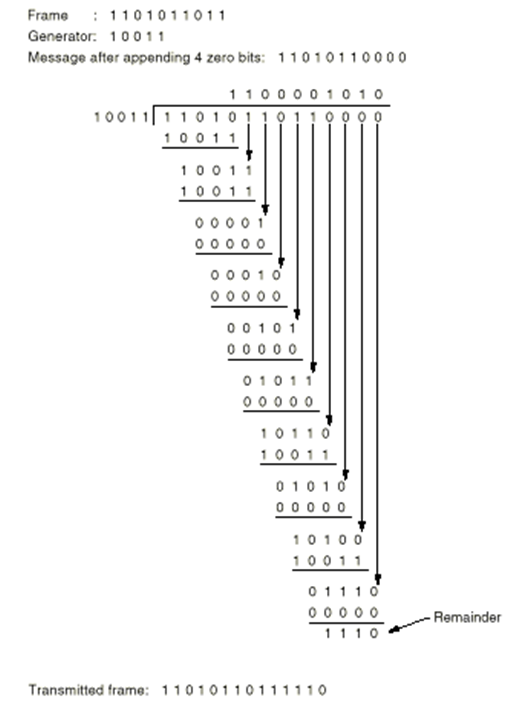 Frame : 1 1 0 1 0 1 1 0 1 1
Generator: 1 0 0 1 1
Message after appending 4 zero bits: 1 1 0 1 0 1 1 0 0 0 0
1 1 0 0 0 0 1 0 1 0
1 0 0 1 1 1 1 0 1 0 1 1 0 1 1 0 0 0 0
1 0 0 1 1
1 0 0 1 1
1 0 0 1 1
0 0 0 0 1
0 0 0 0 0
0 0 0 1 0
0 0 0 0 0
0 0 1 0 1
0 0 0 0 0
0 1 0 1 1
0 0 0 0 0
1 0 1 1 0
1 0 0 1 1
0 1 0 1 0
0 0 0 0 0
1 0 1 0 0
1 0 0 1 1
0 1 1 1 0
0 0 0 0 0
Remainder
1 1 1 0
Transmitted frame: 1 1 0 1 0 1 1 0 1 1 1 1 1 0